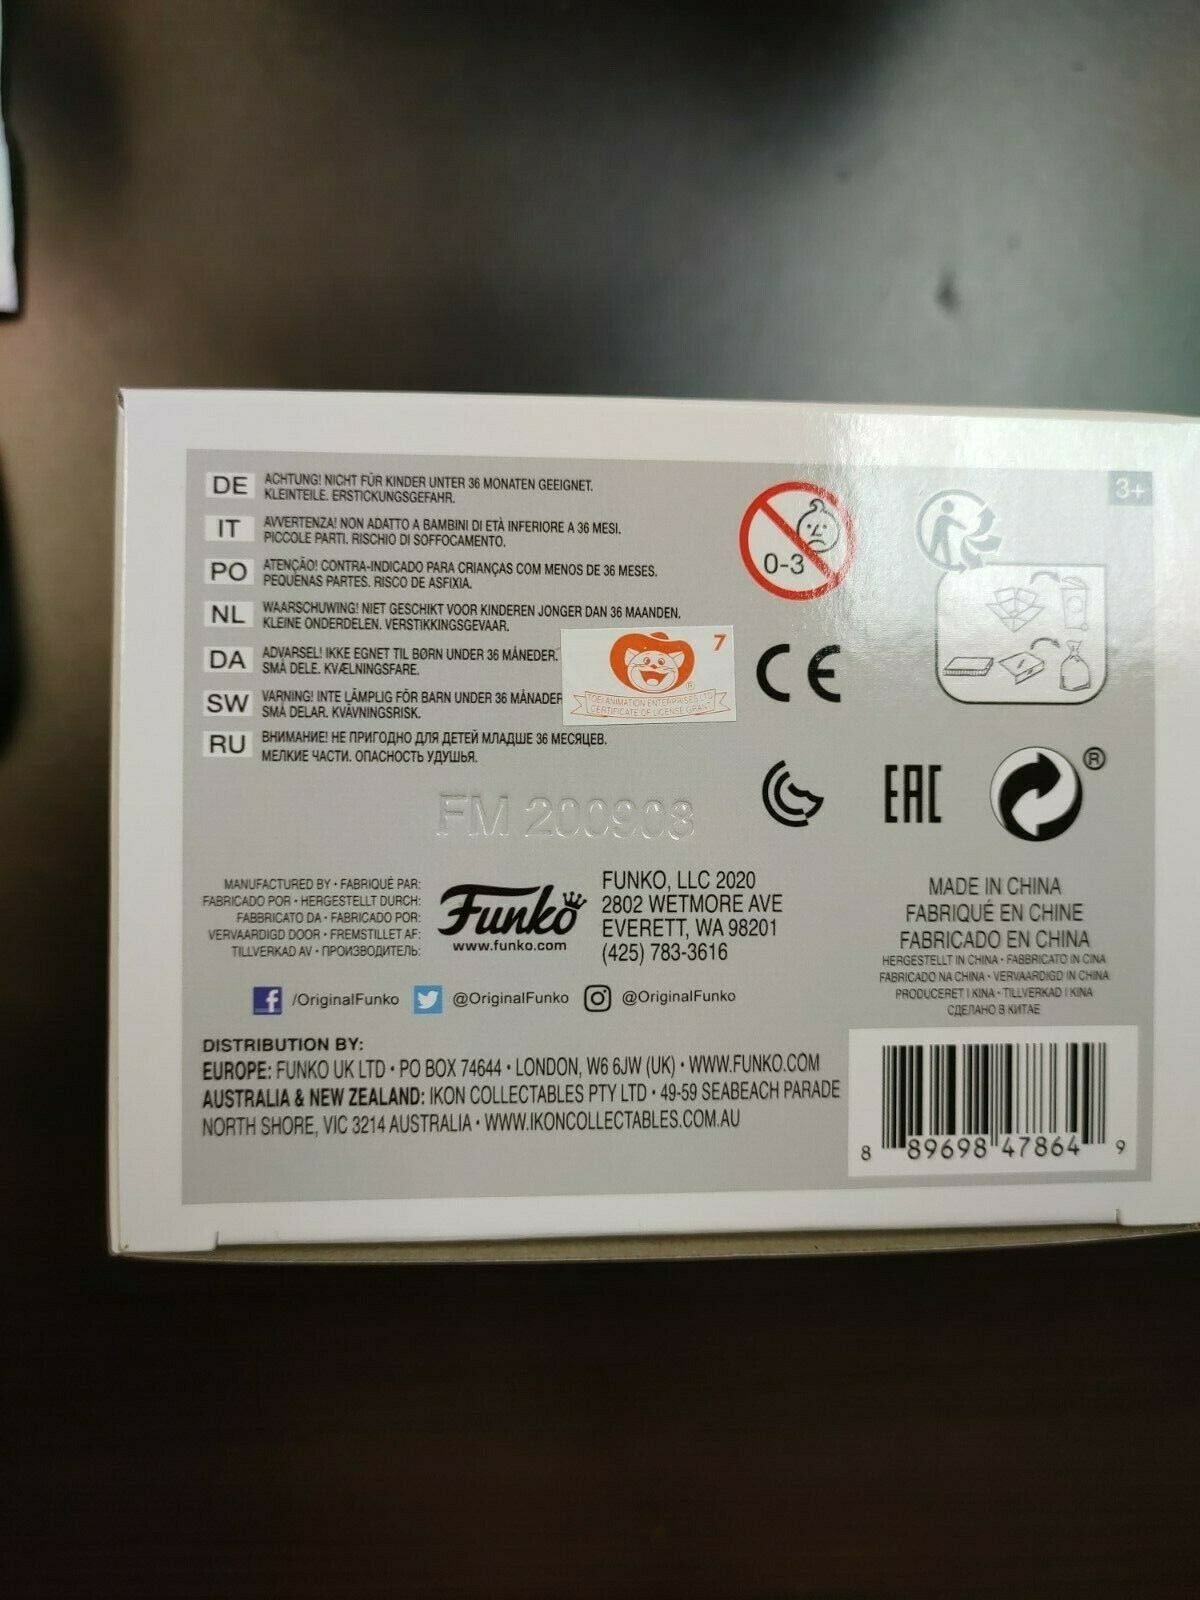 DE ACHTUNG! NICHT FÜR KINDER UNTER 36 MONATEN GEEIGNET.
KLEINTEILE. ERSTICKUNGSGEFAHR.
IT AVVERTENZA! NON ADATTO A BAMBINI DI ETÀ INFERIORE A 36 MESI.
PICCOLE PARTI. RISCHIO DI SOFFOCAMENTO.
PO ATENÇÃO! CONTRA-INDICADO PARA CRIANÇAS COM MENOS DE 36 MESES.
PEQUENAS PARTES. RISCO DE ASFIXIA.
NL WAARSCHUWING! NIET GESCHIKT VOOR KINDEREN JONGER DAN 36 MAANDEN.
KLEINE ONDERDELEN. VERSTIKKINGSGEVAAR.
DA ADVARSEL! IKKE EGNET TIL BØRN UNDER 36 MÅNEDER.
SMÅ DELE. KVÆLNINGSFARE.
SW VARNING! INTE LÄMPLIG FÖR BARN UNDER 36 MÅNADER
SMÅ DELAR. KVÄVNINGSRISK.
RU ВНИМАНИЕ! НЕ ПРИГОДНО ДЛЯ ДЕТЕЙ МЛАДШЕ 36 МЕСЯЦЕВ.
МЕЛКИЕ ЧАСТИ. ОПАСНОСТЬ УДУШЬЯ.
0-3
3+
7
®
TOEI ANIMATION ENTERPRISES LTD
CERTIFICATE OF LICENSE GRANT
CE
EAC
®
FM 200903
MANUFACTURED BY • FABRIQUÉ PAR:
FABRICADO POR • HERGESTELLT DURCH:
FABBRICATO DA • FABRICADO POR:
VERVAARDIGD DOOR • FREMSTILLET AF:
TILLVERKAD AV • ПРОИЗВОДИТЕЛЬ:
Funko
www.funko.com
FUNKO, LLC 2020
2802 WETMORE AVE
EVERETT, WA 98201
(425) 783-3616
MADE IN CHINA
FABRIQUÉ EN CHINE
FABRICADO EN CHINA
HERGESTELLT IN CHINA • FABBRICATO IN CINA
FABRICADO NA CHINA • VERVAARDIGD IN CHINA
PRODUCERET I KINA • TILLVERKAD I KINA
СДЕЛАНО В КИТАЕ
f /OriginalFunko @OriginalFunko @OriginalFunko
DISTRIBUTION BY:
EUROPE: FUNKO UK LTD • PO BOX 74644 • LONDON, W6 6JW (UK) • WWW.FUNKO.COM
AUSTRALIA & NEW ZEALAND: IKON COLLECTABLES PTY LTD • 49-59 SEABEACH PARADE
NORTH SHORE, VIC 3214 AUSTRALIA • WWW.IKONCOLLECTABLES.COM.AU
8 89698 47864 9